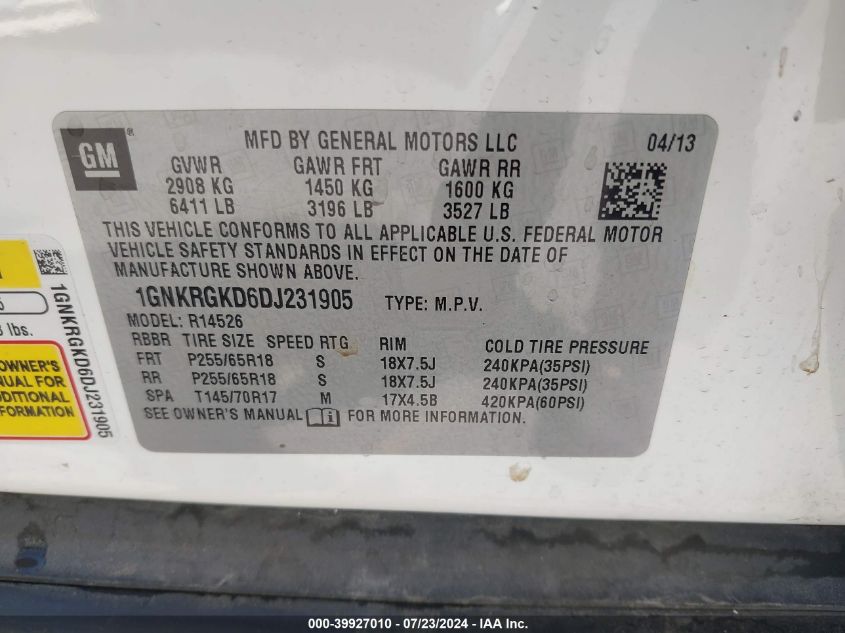 GM
MFD BY GENERAL MOTORS LLC 04/13
GVWR GAWR FRT GAWR RR
2908 KG 1450 KG 1600 KG
6411 LB 3196 LB 3527 LB
THIS VEHICLE CONFORMS TO ALL APPLICABLE U.S. FEDERAL MOTOR
VEHICLE SAFETY STANDARDS IN EFFECT ON THE DATE OF
MANUFACTURE SHOWN ABOVE.
1GNKRGKD6DJ231905 TYPE: M.P.V.
MODEL: R14526
RBBR TIRE SIZE SPEED RTG RIM COLD TIRE PRESSURE
FRT P255/65R18 S 18X7.5J 240KPA(35PSI)
RR P255/65R18 S 18X7.5J 240KPA(35PSI)
SPA T145/70R17 M 17X4.5B 420KPA(60PSI)
SEE OWNER'S MANUAL FOR MORE INFORMATION.
lbs.
OWNER'S
FOR
1GNKRGKD6DJ231905
000-39927010 - 07/23/2024 - IAAI, Inc.